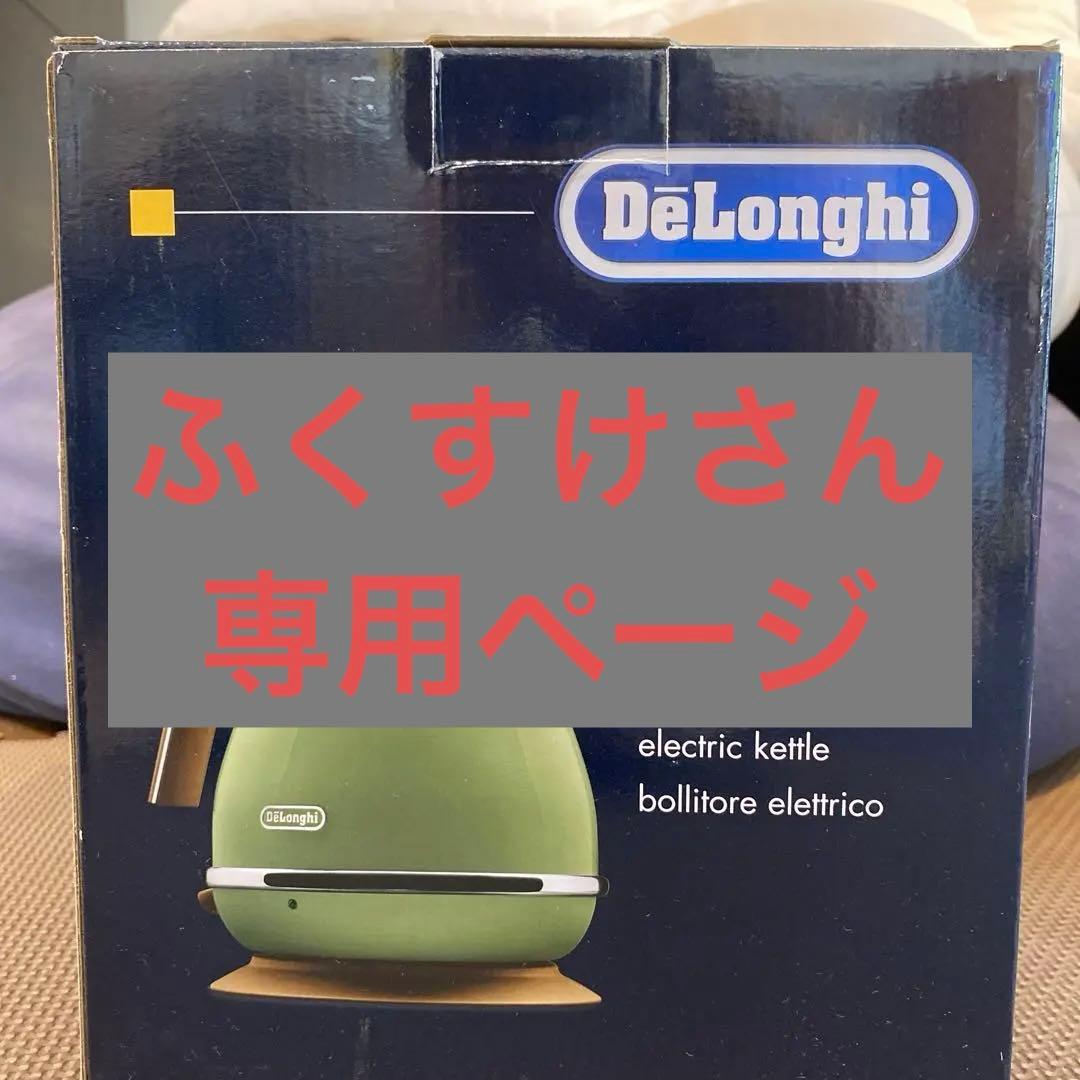 DēLonghi
ふくすけさん
専用ページ
electric kettle
bollitore elettrico
DēLonghi